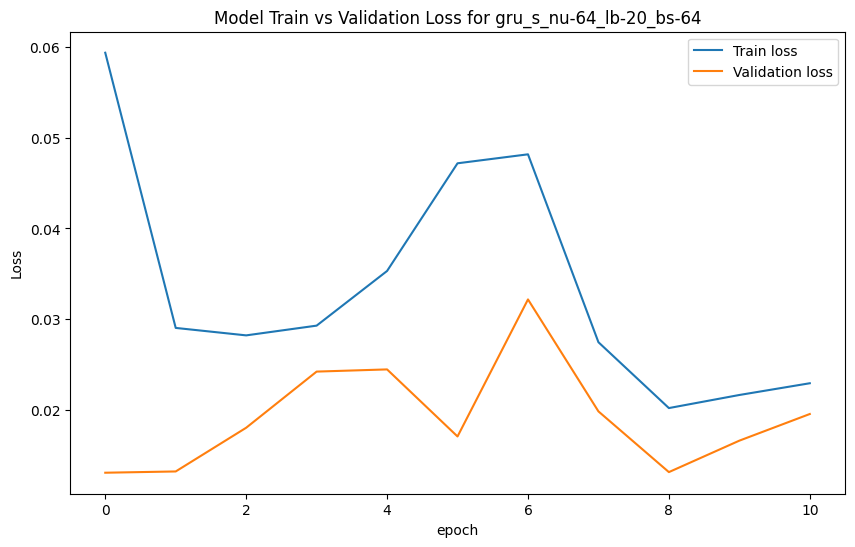 Model Train vs Validation Loss for gru_s_nu-64_lb-20_bs-64
Train loss
Validation loss
0.06
0.05
0.04
0.03
0.02
Loss
0 2 4 6 8 10
epoch